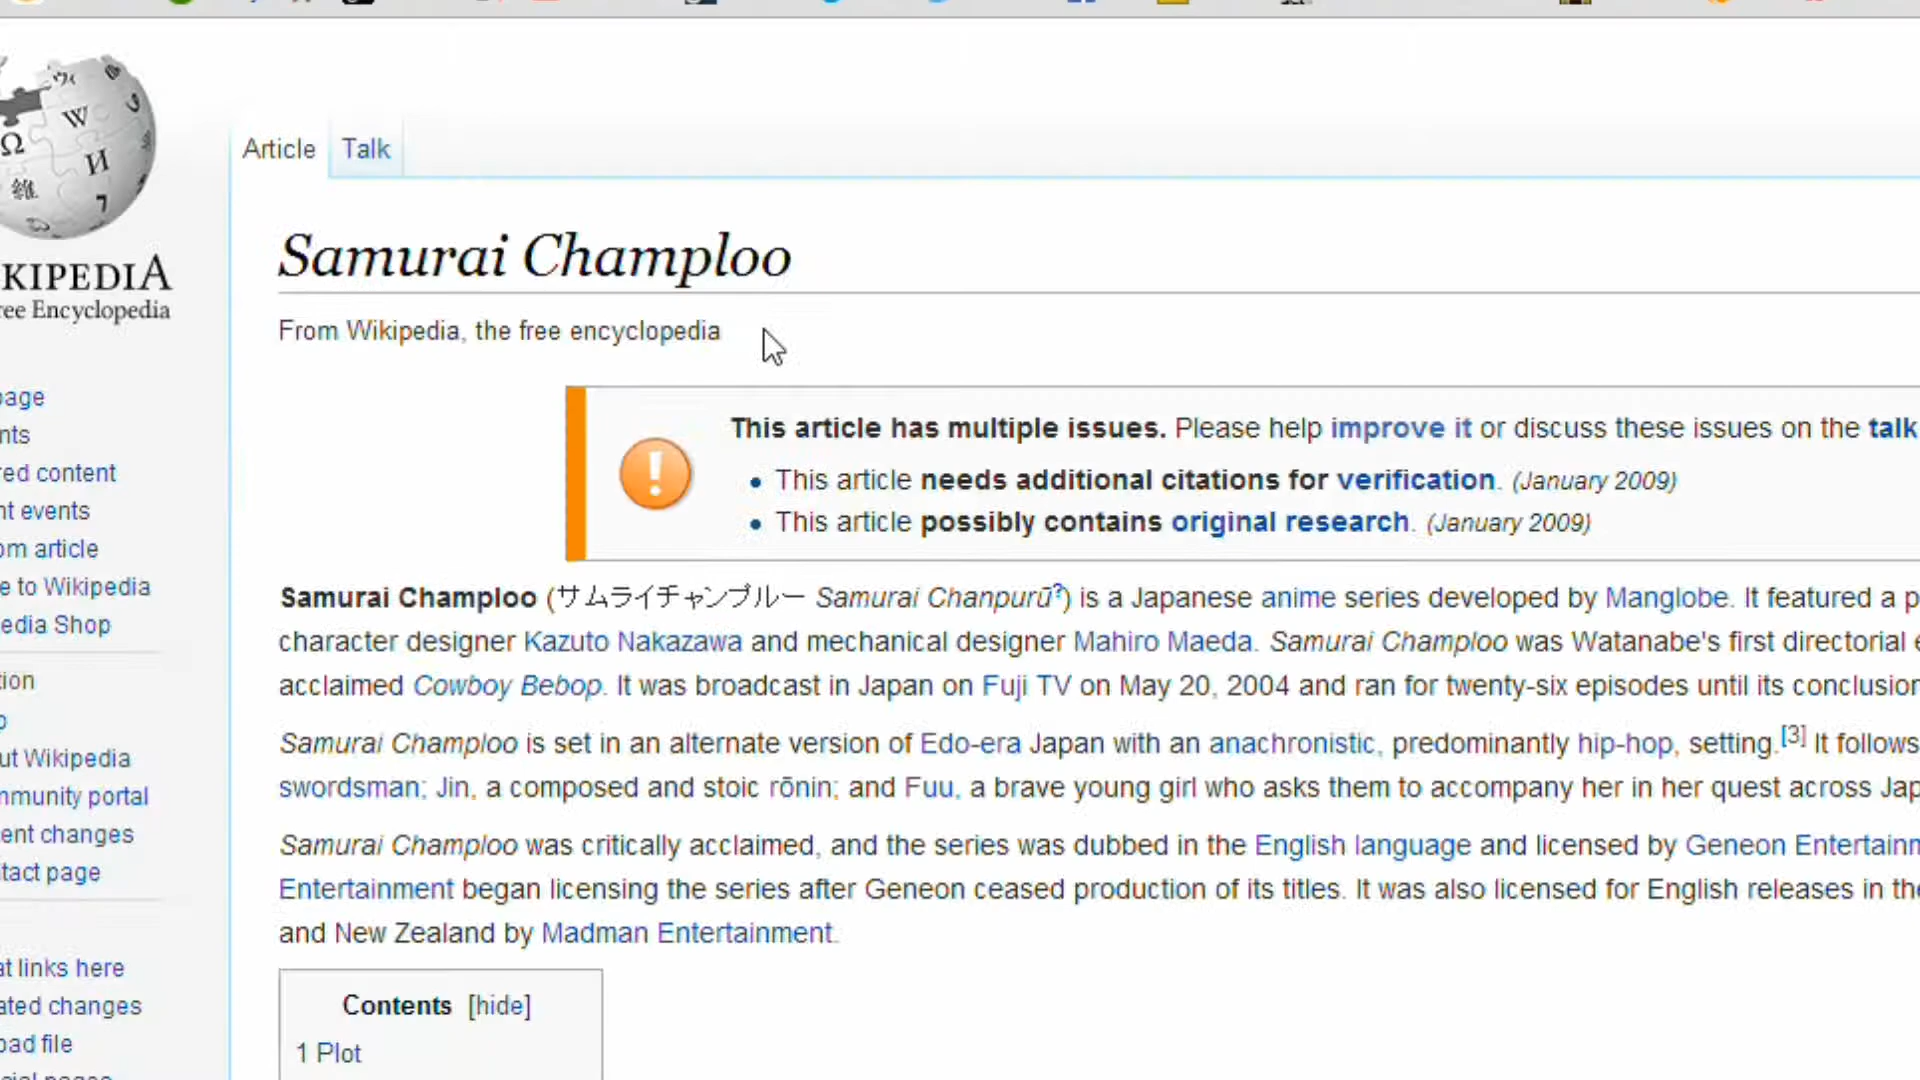 Article Talk
Samurai Champloo
From Wikipedia, the free encyclopedia
This article has multiple issues. Please help improve it or discuss these issues on the talk
• This article needs additional citations for verification. (January 2009)
• This article possibly contains original research. (January 2009)
Samurai Champloo (サムライチャンプルー Samurai Chanpurū?) is a Japanese anime series developed by Manglobe. It featured a p
character designer Kazuto Nakazawa and mechanical designer Mahiro Maeda. Samurai Champloo was Watanabe's first directorial e
acclaimed Cowboy Bebop. It was broadcast in Japan on Fuji TV on May 20, 2004 and ran for twenty-six episodes until its conclusion
Samurai Champloo is set in an alternate version of Edo-era Japan with an anachronistic, predominantly hip-hop, setting.[3] It follows
swordsman; Jin, a composed and stoic rōnin; and Fuu, a brave young girl who asks them to accompany her in her quest across Jap
Samurai Champloo was critically acclaimed, and the series was dubbed in the English language and licensed by Geneon Entertainm
Entertainment began licensing the series after Geneon ceased production of its titles. It was also licensed for English releases in the
and New Zealand by Madman Entertainment.
Contents [hide]
1 Plot
KIPEDIA
ree Encyclopedia
page
nts
red content
nt events
om article
e to Wikipedia
edia Shop
tion
p
ut Wikipedia
mmunity portal
ent changes
tact page
at links here
ated changes
oad file
cial pages